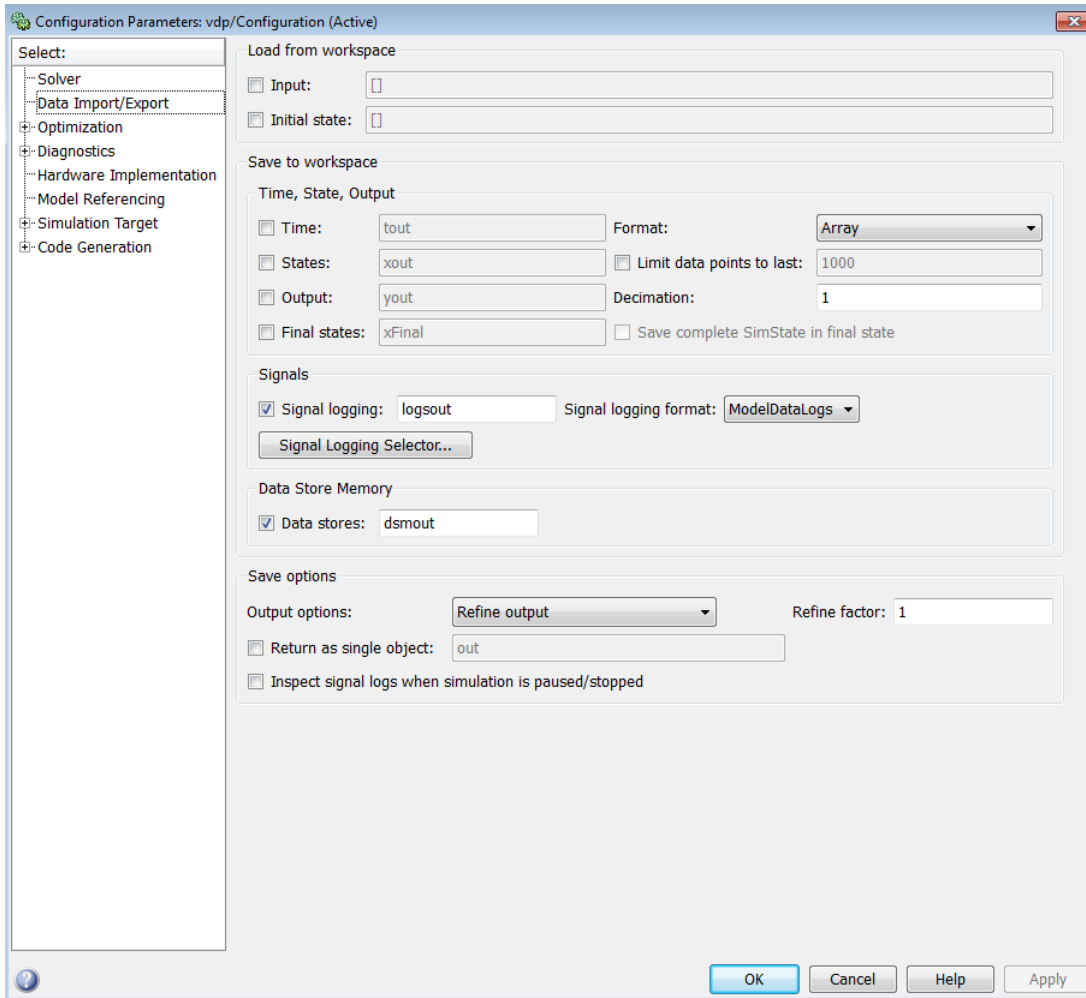 Configuration Parameters: vdp/Configuration (Active)
Select:
Solver
Data Import/Export
Optimization
Diagnostics
Hardware Implementation
Model Referencing
Simulation Target
Code Generation
Load from workspace
Input: []
Initial state: []
Save to workspace
Time, State, Output
Time: tout Format: Array
States: xout Limit data points to last: 1000
Output: yout Decimation: 1
Final states: xFinal Save complete SimState in final state
Signals
Signal logging: logsout Signal logging format: ModelDataLogs
Signal Logging Selector...
Data Store Memory
Data stores: dsmout
Save options
Output options: Refine output Refine factor: 1
Return as single object: out
Inspect signal logs when simulation is paused/stopped
OK Cancel Help Apply